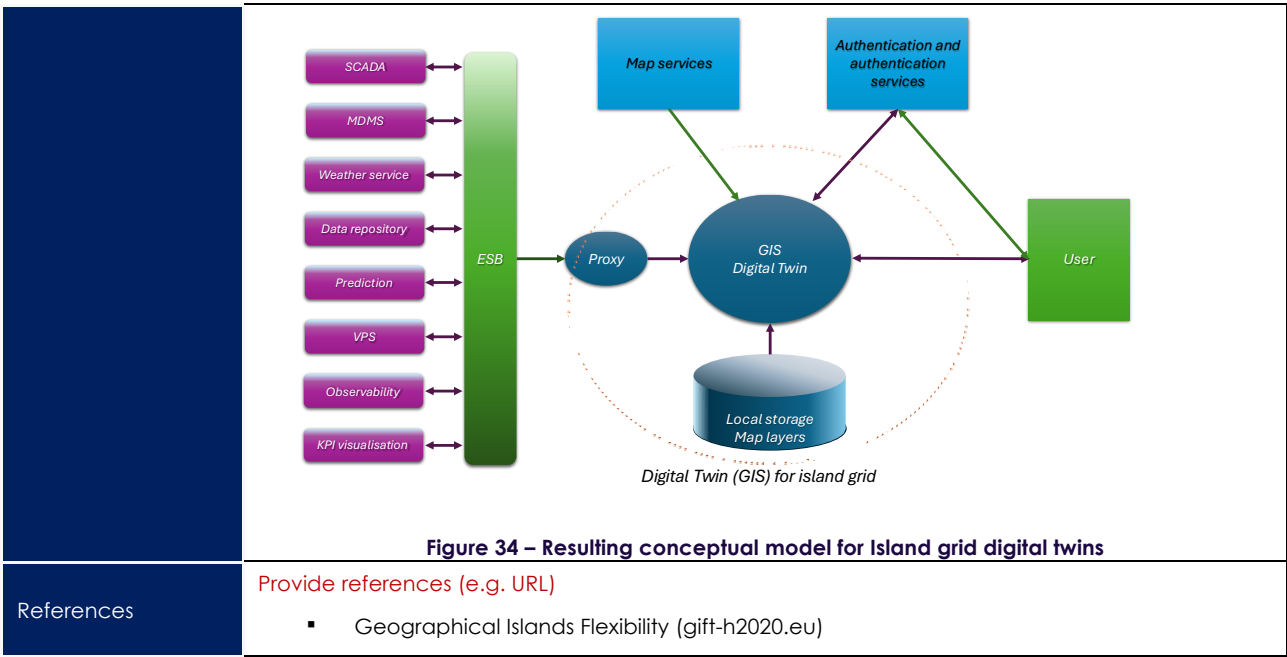 SCADA
MDMS
Weather service
Data repository
Prediction
VPS
Observability
KPI visualisation
ESB
Proxy
Map services
Authentication and
authentication
services
GIS
Digital Twin
User
Local storage
Map layers
Digital Twin (GIS) for island grid
Figure 34 – Resulting conceptual model for Island grid digital twins
References
Provide references (e.g. URL)
▪ Geographical Islands Flexibility (gift-h2020.eu)